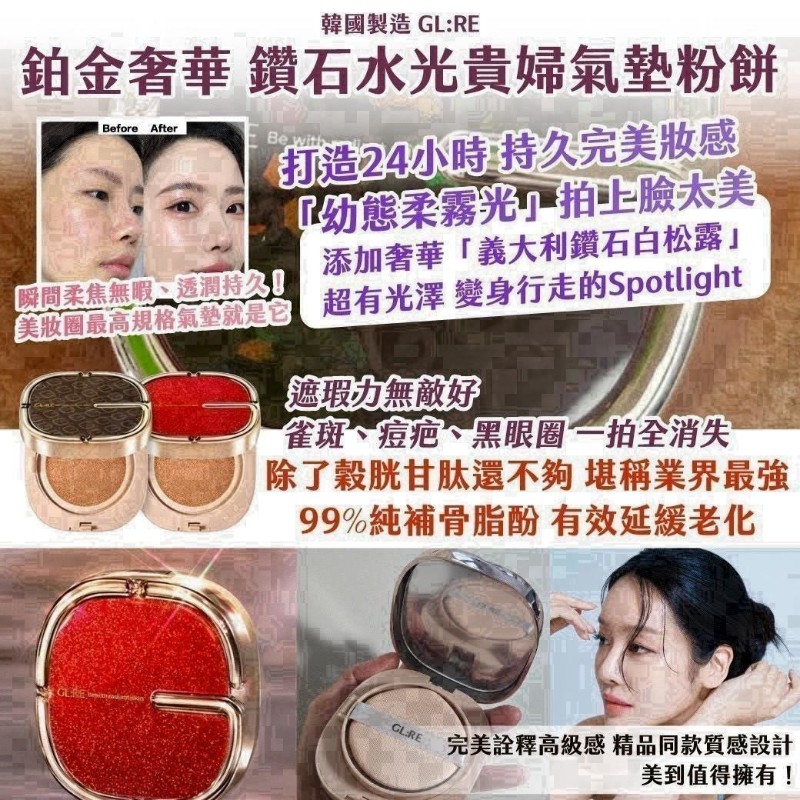 韓國製造 GL:RE
鉑金奢華 鑽石水光貴婦氣墊粉餅
Before After
Be with
打造24小時 持久完美妝感
「幼態柔霧光」拍上臉太美
添加奢華「義大利鑽石白松露」
超有光澤 變身行走的Spotlight
瞬間柔焦無暇、透潤持久！
美妝圈最高規格氣墊就是它
遮瑕力無敵好
雀斑、痘疤、黑眼圈 一拍全消失
除了穀胱甘肽還不夠 堪稱業界最強
99%純補骨脂酚 有效延緩老化
GL:RE
GL:RE
完美詮釋高級感 精品同款質感設計
美到值得擁有！